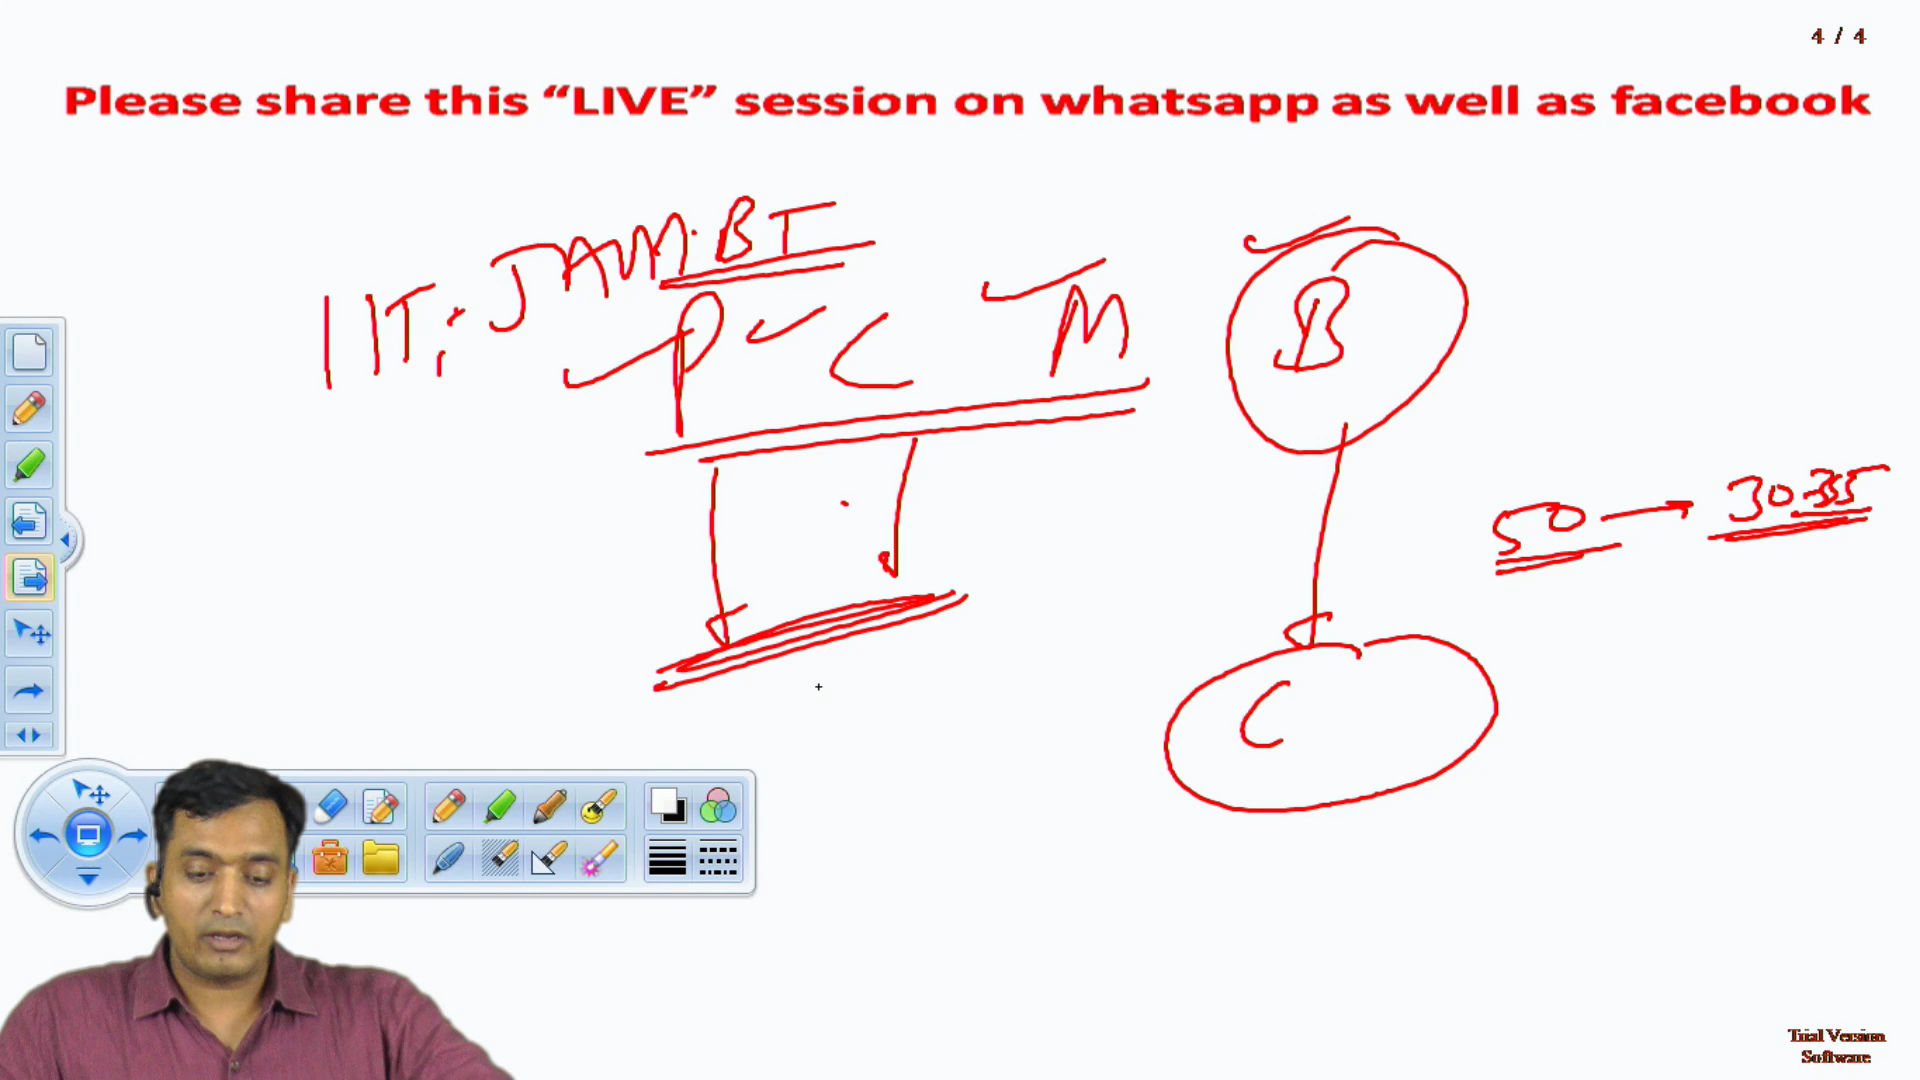 4 / 4
Please share this “LIVE” session on whatsapp as well as facebook
IIT: JAM. BT
P C M
B
50 → 30-35
C
Trial Version
Software